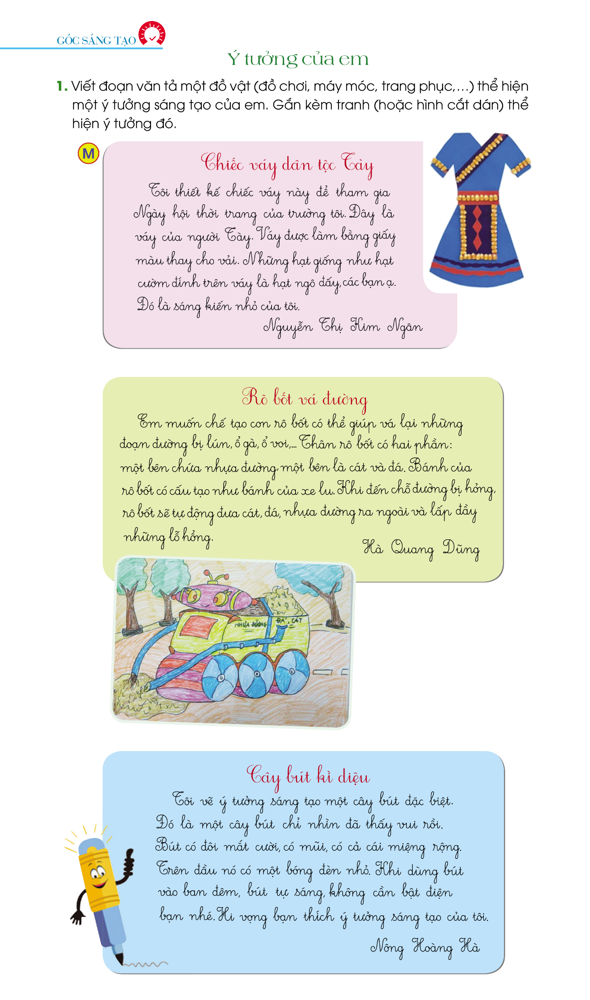 GÓC SÁNG TẠO
Ý tưởng của em
1. Viết đoạn văn tả một đồ vật (đồ chơi, máy móc, trang phục,...) thể hiện
một ý tưởng sáng tạo của em. Gắn kèm tranh (hoặc hình cắt dán) thể
hiện ý tưởng đó.
M
Chiếc váy dân tộc Tày
Tôi thiết kế chiếc váy này để tham gia
Ngày hội thời trang của trường tôi. Đây là
váy của người Tày. Váy được làm bằng giấy
màu thay cho vải. Những hạt giống như hạt
cườm đính trên váy là hạt ngô đấy, các bạn ạ.
Đó là sáng kiến nhỏ của tôi.
Nguyễn Thị Kim Ngân
Rô bốt vá đường
Em muốn chế tạo con rô bốt có thể giúp vá lại những
đoạn đường bị lún, ổ gà, ổ voi,... Thân rô bốt có hai phần:
một bên chứa nhựa đường, một bên là cát và đá. Bánh của
rô bốt có cấu tạo như bánh của xe lu. Khi đến chỗ đường bị hỏng,
rô bốt sẽ tự động đưa cát, đá, nhựa đường ra ngoài và lấp đầy
những lỗ hổng.
Hà Quang Dũng
NHỰA ĐƯỜNG
ĐÁ, CÁT
Cây bút kì diệu
Tôi vẽ ý tưởng sáng tạo một cây bút đặc biệt.
Đó là một cây bút chỉ nhìn đã thấy vui rồi.
Bút có đôi mắt cười, có mũi, có cả cái miệng rộng.
Trên đầu nó có một bóng đèn nhỏ. Khi dùng bút
vào ban đêm, bút tự sáng, không cần bật điện
bạn nhé. Hi vọng bạn thích ý tưởng sáng tạo của tôi.
Nông Hoàng Hà